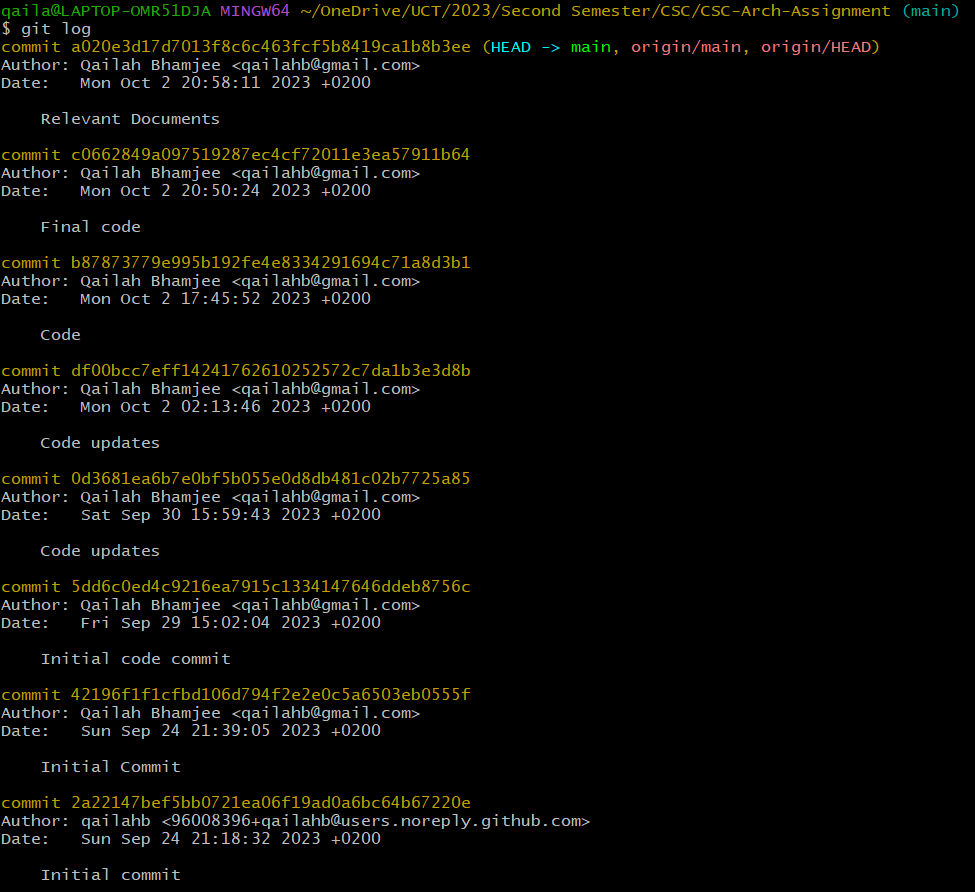 qaila@LAPTOP-OMR51DJA MINGW64 ~/OneDrive/UCT/2023/Second Semester/CSC/CSC-Arch-Assignment (main)
$ git log
commit a020e3d17d7013f8c6c463fcf5b8419ca1b8b3ee (HEAD -> main, origin/main, origin/HEAD)
Author: Qailah Bhamjee <qailahb@gmail.com>
Date:   Mon Oct 2 20:58:11 2023 +0200

    Relevant Documents

commit c0662849a097519287ec4cf72011e3ea57911b64
Author: Qailah Bhamjee <qailahb@gmail.com>
Date:   Mon Oct 2 20:50:24 2023 +0200

    Final code

commit b87873779e995b192fe4e8334291694c71a8d3b1
Author: Qailah Bhamjee <qailahb@gmail.com>
Date:   Mon Oct 2 17:45:52 2023 +0200

    Code

commit df00bcc7eff14241762610252572c7da1b3e3d8b
Author: Qailah Bhamjee <qailahb@gmail.com>
Date:   Mon Oct 2 02:13:46 2023 +0200

    Code updates

commit 0d3681ea6b7e0bf5b055e0d8db481c02b7725a85
Author: Qailah Bhamjee <qailahb@gmail.com>
Date:   Sat Sep 30 15:59:43 2023 +0200

    Code updates

commit 5dd6c0ed4c9216ea7915c1334147646ddeb8756c
Author: Qailah Bhamjee <qailahb@gmail.com>
Date:   Fri Sep 29 15:02:04 2023 +0200

    Initial code commit

commit 42196f1f1cfbd106d794f2e2e0c5a6503eb0555f
Author: Qailah Bhamjee <qailahb@gmail.com>
Date:   Sun Sep 24 21:39:05 2023 +0200

    Initial Commit

commit 2a22147bef5bb0721ea06f19ad0a6bc64b67220e
Author: qailahb <96008396+qailahb@users.noreply.github.com>
Date:   Sun Sep 24 21:18:32 2023 +0200

    Initial commit